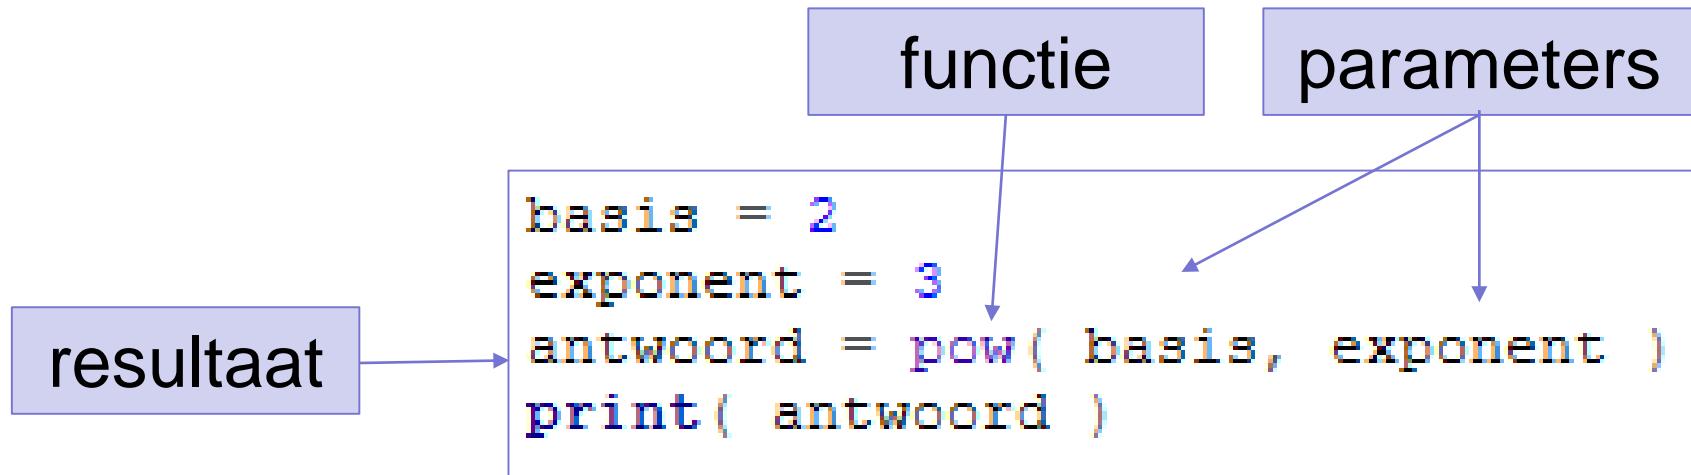 functie
parameters
resultaat
basis = 2
exponent = 3
antwoord = pow( basis, exponent )
print( antwoord )